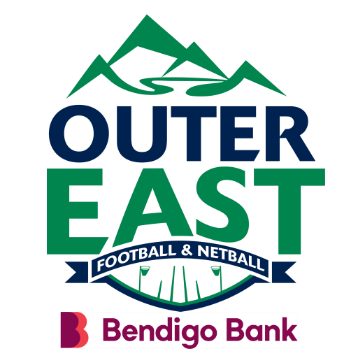 OUTER
EAST
FOOTBALL & NETBALL
Bendigo Bank